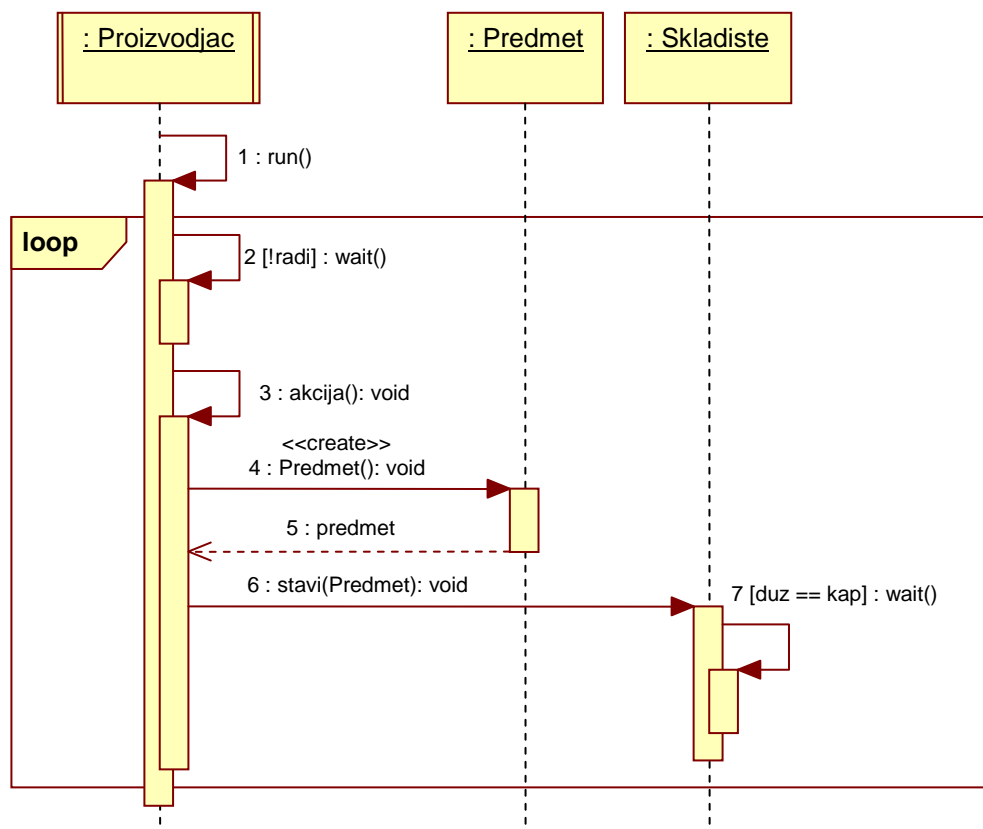 : Proizvodjac
: Predmet
: Skladiste
1 : run()
loop
2 [!radi] : wait()
3 : akcija(): void
<<create>>
4 : Predmet(): void
5 : predmet
6 : stavi(Predmet): void
7 [duz == kap] : wait()